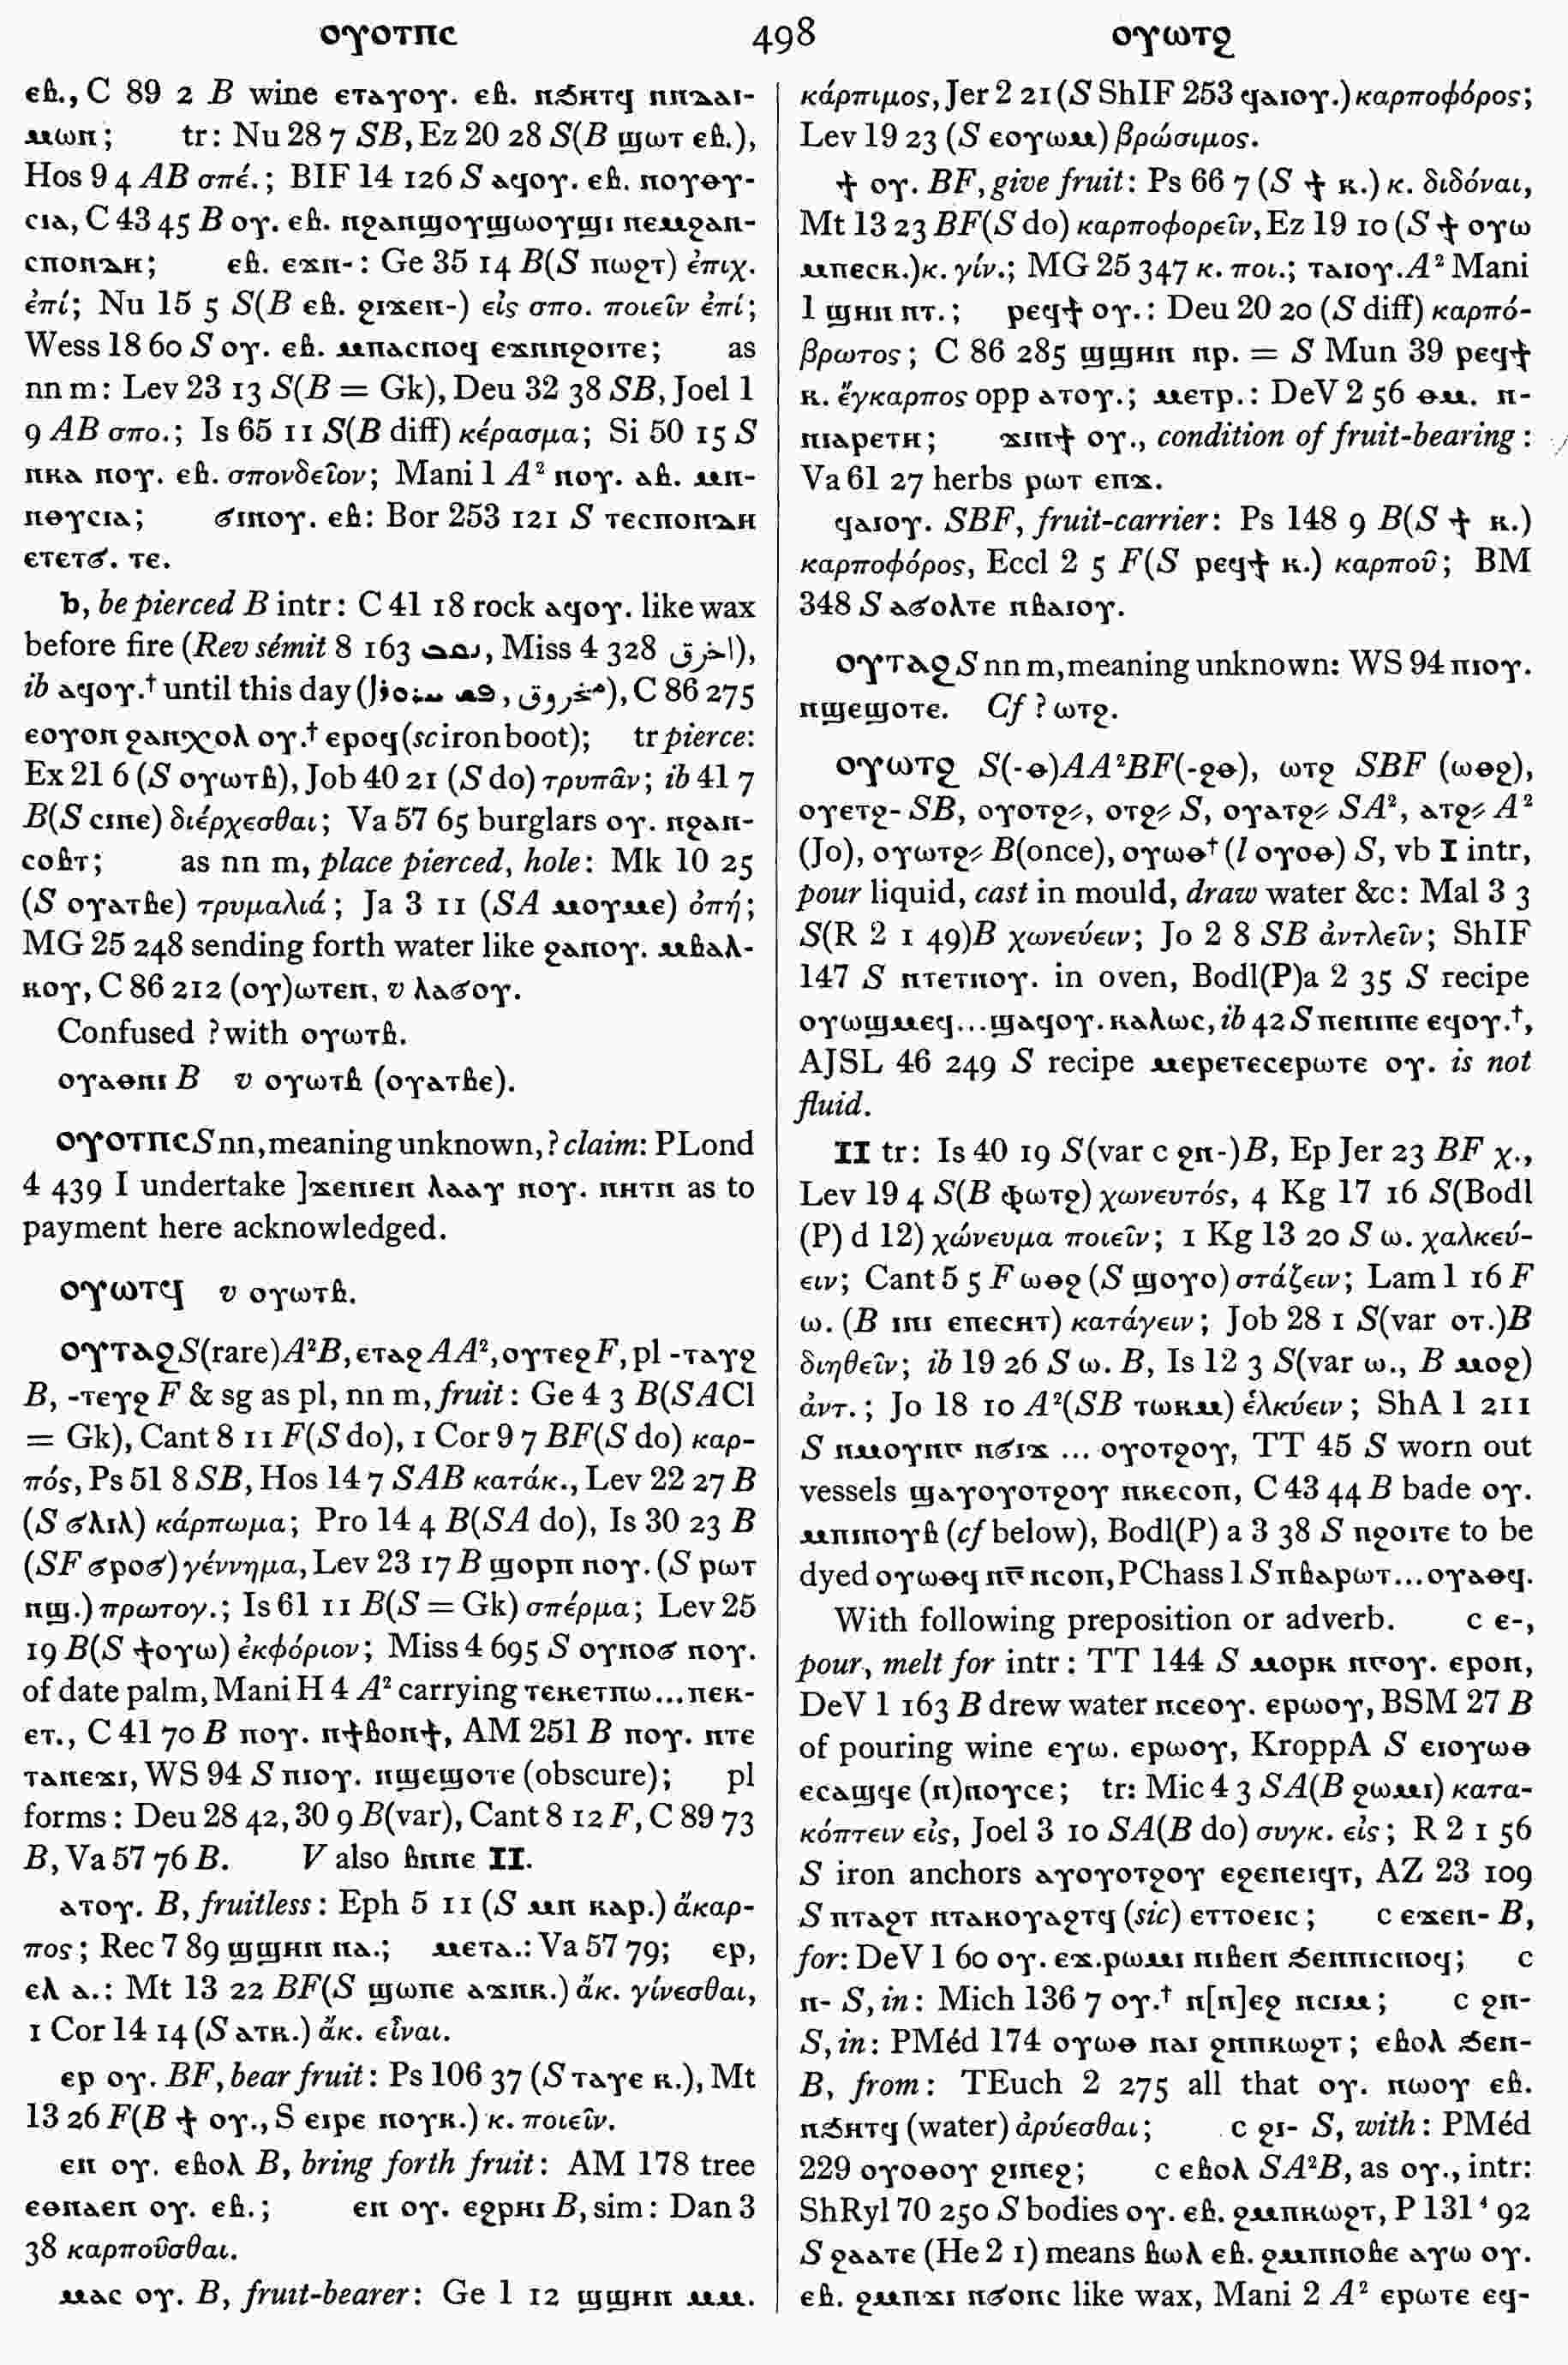 ⲟⲩⲟⲧⲡⲥ 498 ⲟⲩⲱⲧϩ
ⲉⲃ., C 89 2 B wine ⲉⲧⲁⲩⲟⲩ. ⲉⲃ. ⲛϧⲏⲧϥ ⲛⲛⲇⲁⲓ-
ⲙⲱⲛ; tr: Nu 28 7 SB, Ez 20 28 S(B ϣⲱⲧ ⲉⲃ.),
Hos 9 4 AB σπέ.; BIF 14 126 S ⲁϥⲟⲩ. ⲉⲃ. ⲛⲟⲩⲑⲩ-
ⲥⲓⲁ, C 43 45 B ⲟⲩ. ⲉⲃ. ⲛϩⲁⲛϣⲟⲩϣⲱⲟⲩϣⲓ ⲛⲉⲙϩⲁⲛ-
ⲥⲡⲟⲛⲇⲏ; ⲉⲃ. ⲉϫⲛ-: Ge 35 14 B(S ⲡⲱϩⲧ) ἐπιχ.
ἐπί; Nu 15 5 S(B ⲉⲃ. ϩⲓϫⲉⲛ-) εἰς σπο. ποιεῖν ἐπί;
Wess 18 60 S ⲟⲩ. ⲉⲃ. ⲙⲡⲁⲥⲛⲟϥ ⲉϫⲛⲛϩⲟⲓⲧⲉ; as
nn m: Lev 23 13 S(B = Gk), Deu 32 38 SB, Joel 1
9 AB σπο.; Is 65 11 S(B diff) κέρασμα; Si 50 15 S
ⲛⲕⲁ ⲛⲟⲩ. ⲉⲃ. σπονδεῖον; Mani 1 A² ⲛⲟⲩ. ⲁⲃ. ⲙⲛ-
ⲛⲑⲩⲥⲓⲁ; ϭⲓⲛⲟⲩ. ⲉⲃ: Bor 253 121 S ⲧⲉⲥⲡⲟⲛⲇⲏ
ⲉⲧⲉⲧϭ. ⲧⲉ.
b, be pierced B intr: C 41 18 rock ⲁϥⲟⲩ. like wax
before fire (Rev sémit 8 163 , Miss 4 328 اخرق),
ib ⲁϥⲟⲩ.† until this day ( , مخروق), C 86 275
ⲉⲟⲩⲟⲛ ϩⲁⲛⲭⲟⲗ ⲟⲩ.† ⲉⲣⲟϥ (sc iron boot); tr pierce:
Ex 21 6 (S ⲟⲩⲱⲧⲃ), Job 40 21 (S do) τρυπᾶν; ib 41 7
B(S ⲥⲓⲛⲉ) διέρχεσθαι; Va 57 65 burglars ⲟⲩ. ⲛϩⲁⲛ-
ⲥⲟⲃⲧ; as nn m, place pierced, hole: Mk 10 25
(S ⲟⲩⲁⲧⲃⲉ) τρυμαλιά; Ja 3 11 (SA ⲙⲟⲩⲙⲉ) ὀπή;
MG 25 248 sending forth water like ϩⲁⲛⲟⲩ. ⲙⲃⲁⲗ-
ⲕⲟⲩ, C 86 212 (ⲟⲩ)ⲱⲧⲉⲛ, v ⲗⲁϭⲟⲩ.
Confused ? with ⲟⲩⲱⲧⲃ.
ⲟⲩⲁⲑⲛⲓ B v ⲟⲩⲱⲧⲃ (ⲟⲩⲁⲧⲃⲉ).
ⲟⲩⲟⲧⲡⲥ S nn, meaning unknown, ? claim: PLond
4 439 I undertake ]ϫⲉⲛⲓⲉⲛ ⲗⲁⲁⲩ ⲛⲟⲩ. ⲛⲏⲧⲛ as to
payment here acknowledged.
ⲟⲩⲱⲧϥ v ⲟⲩⲱⲧⲃ.
ⲟⲩⲧⲁϩ S(rare)A²B, ⲉⲧⲁϩ AA², ⲟⲩⲧⲉϩ F, pl -ⲧⲁⲩϩ
B, -ⲧⲉⲩϩ F & sg as pl, nn m, fruit: Ge 4 3 B(SACl
= Gk), Cant 8 11 F(S do), 1 Cor 9 7 BF(S do) καρ-
πός, Ps 51 8 SB, Hos 14 7 SAB κατάκ., Lev 22 27 B
(S ϭⲗⲓⲗ) κάρπωμα; Pro 14 4 B(SA do), Is 30 23 B
(SF ϭⲣⲟϭ) γέννημα, Lev 23 17 B ϣⲟⲣⲡ ⲛⲟⲩ. (S ⲣⲱⲧ
ⲛϣ.) πρωτογ.; Is 61 11 B(S = Gk) σπέρμα; Lev 25
19 B(S ϯⲟⲩⲱ) ἐκφόριον; Miss 4 695 S ⲟⲩⲛⲟϭ ⲛⲟⲩ.
of date palm, Mani H 4 A² carrying ⲧⲉⲕⲉⲧⲡⲱ...ⲡⲉⲕ-
ⲉⲧ., C 41 70 B ⲡⲟⲩ. ⲛϯⲃⲟⲛϯ, AM 251 B ⲡⲟⲩ. ⲛⲧⲉ
ⲧⲁⲛⲉϫⲓ, WS 94 S ⲡⲓⲟⲩ. ⲛϣⲉϣⲟⲧⲉ (obscure); pl
forms: Deu 28 42, 30 9 B(var), Cant 8 12 F, C 89 73
B, Va 57 76 B. V also ⲃⲛⲛⲉ II.
ⲁⲧⲟⲩ. B, fruitless: Eph 5 11 (S ⲙⲛ ⲕⲁⲣ.) ἄκαρ-
πος; Rec 7 89 ϣϣⲏⲛ ⲛⲁ.; ⲙⲉⲧⲁ.: Va 57 79; ⲉⲣ,
ⲉⲗ ⲁ.: Mt 13 22 BF(S ϣⲱⲡⲉ ⲁϫⲛⲕ.) ἄκ. γίνεσθαι,
1 Cor 14 14 (S ⲁⲧⲕ.) ἄκ. εἶναι.
ⲉⲣ ⲟⲩ. BF, bear fruit: Ps 106 37 (S ⲧⲁⲩⲉ ⲕ.), Mt
13 26 F(B ϯ ⲟⲩ., S ⲉⲓⲣⲉ ⲛⲟⲩⲕ.) κ. ποιεῖν.
ⲉⲛ ⲟⲩ. ⲉⲃⲟⲗ B, bring forth fruit: AM 178 tree
ⲉⲑⲛⲁⲉⲛ ⲟⲩ. ⲉⲃ.; ⲉⲛ ⲟⲩ. ⲉϩⲣⲏⲓ B, sim: Dan 3
38 καρποῦσθαι.
ⲙⲁⲥ ⲟⲩ. B, fruit-bearer: Ge 1 12 ϣϣⲏⲛ ⲙⲙ.
κάρπιμος, Jer 2 21 (S ShIF 253 ϥⲁⲓⲟⲩ.) καρποφόρος;
Lev 19 23 (S ⲉⲟⲩⲱⲙ) βρώσιμος.
ϯ ⲟⲩ. BF, give fruit: Ps 66 7 (S ϯ ⲕ.) κ. διδόναι,
Mt 13 23 BF(S do) καρποφορεῖν, Ez 19 10 (S ϯ ⲟⲩⲱ
ⲙⲡⲉⲥⲕ.) κ. γίν.; MG 25 347 κ. ποι.; ⲧⲁⲓⲟⲩ. A² Mani
1 ϣⲏⲛ ⲛⲧ.; ⲣⲉϥϯ ⲟⲩ.: Deu 20 20 (S diff) καρπό-
βρωτος; C 86 285 ϣϣⲏⲛ ⲛⲣ. = S Mun 39 ⲣⲉϥϯ
ⲕ. ἔγκαρπος opp ⲁⲧⲟⲩ.; ⲙⲉⲧⲣ.: DeV 2 56 ⲑⲙ. ⲛ-
ⲛⲓⲁⲣⲉⲧⲏ; ϫⲓⲛϯ ⲟⲩ., condition of fruit-bearing:
Va 61 27 herbs ⲣⲱⲧ ⲉⲡϫ.
ϥⲁⲓⲟⲩ. SBF, fruit-carrier: Ps 148 9 B(S ϯ ⲕ.)
καρποφόρος, Eccl 2 5 F(S ⲣⲉϥϯ ⲕ.) καρποῦ; BM
348 S ⲁϭⲟⲗⲧⲉ ⲛⲃⲁⲓⲟⲩ.
ⲟⲩⲧⲁϩ S nn m, meaning unknown: WS 94 ⲡⲓⲟⲩ.
ⲛϣⲉϣⲟⲧⲉ. Cf ? ⲱⲧϩ.
ⲟⲩⲱⲧϩ S(-ⲑ)AA²BF(-ϩⲑ), ⲱⲧϩ SBF (ⲱⲑϩ),
ⲟⲩⲉⲧϩ- SB, ⲟⲩⲟⲧϩ⸗, ⲟⲧϩ⸗ S, ⲟⲩⲁⲧϩ⸗ SA², ⲁⲧϩ⸗ A²
(Jo), ⲟⲩⲱⲧϩ⸗ B(once), ⲟⲩⲱⲑ† (l ⲟⲩⲟⲑ) S, vb I intr,
pour liquid, cast in mould, draw water &c: Mal 3 3
S(R 2 1 49)B χωνεύειν; Jo 2 8 SB ἀντλεῖν; ShIF
147 S ⲛⲧⲉⲧⲛⲟⲩ. in oven, Bodl(P)a 2 35 S recipe
ⲟⲩⲱϣⲙⲉϥ...ϣⲁϥⲟⲩ. ⲕⲁⲗⲱⲥ, ib 42 S ⲡⲉⲛⲓⲡⲉ ⲉϥⲟⲩ.†,
AJSL 46 249 S recipe ⲙⲉⲣⲉⲧⲉⲥⲉⲣⲱⲧⲉ ⲟⲩ. is not
fluid.
II tr: Is 40 19 S(var c ϩⲛ-)B, Ep Jer 23 BF χ.,
Lev 19 4 S(B ⲫⲱⲧϩ) χωνευτός, 4 Kg 17 16 S(Bodl
(P) d 12) χώνευμα ποιεῖν; 1 Kg 13 20 S ⲱ. χαλκεύ-
ειν; Cant 5 5 F ⲱⲑϩ (S ϣⲟⲩⲟ) στάζειν; Lam 1 16 F
ⲱ. (B ⲓⲛⲓ ⲉⲡⲉⲥⲏⲧ) κατάγειν; Job 28 1 S(var ⲟⲧ.)B
διηθεῖν; ib 19 26 S ⲱ. B, Is 12 3 S(var ⲱ., B ⲙⲟϩ)
ἀντ.; Jo 18 10 A²(SB ⲧⲱⲕⲙ) ἑλκύειν; ShA 1 211
S ⲛⲙⲟⲩⲛⲅ ⲛϭⲓϫ ... ⲟⲩⲟⲧϩⲟⲩ, TT 45 S worn out
vessels ϣⲁⲩⲟⲩⲟⲧϩⲟⲩ ⲛⲕⲉⲥⲟⲡ, C 43 44 B bade ⲟⲩ.
ⲙⲡⲓⲛⲟⲩⲃ (cf below), Bodl(P) a 3 38 S ⲛϩⲟⲓⲧⲉ to be
dyed ⲟⲩⲱⲑϥ ⲛⲅ̅ ⲛⲥⲟⲡ, PChass 1 S ⲛⲃⲁⲣⲱⲧ...ⲟⲩⲁⲑϥ.
With following preposition or adverb. c ⲉ-,
pour, melt for intr: TT 144 S ⲙⲟⲣⲕ ⲛⲅⲟⲩ. ⲉⲣⲟⲛ,
DeV 1 163 B drew water ⲛⲥⲉⲟⲩ. ⲉⲣⲱⲟⲩ, BSM 27 B
of pouring wine ⲉⲩⲱ. ⲉⲣⲱⲟⲩ, KroppA S ⲉⲓⲟⲩⲱⲑ
ⲉⲥⲁϣϥⲉ (ⲛ)ⲛⲟⲩⲥⲉ; tr: Mic 4 3 SA(B ϩⲱⲙⲓ) κατα-
κόπτειν εἰς, Joel 3 10 SA(B do) συγκ. εἰς; R 2 1 56
S iron anchors ⲁⲩⲟⲩⲟⲧϩⲟⲩ ⲉϩⲉⲛⲉⲓϥⲧ, AZ 23 109
S ⲡⲧⲁϩⲧ ⲛⲧⲁⲕⲟⲩⲁϩⲧϥ (sic) ⲉⲧⲧⲟⲉⲓⲥ; c ⲉϫⲉⲛ- B,
for: DeV 1 60 ⲟⲩ. ⲉϫ. ⲣⲱⲙⲓ ⲛⲓⲃⲉⲛ ϧⲉⲛⲡⲓⲥⲛⲟϥ; c
ⲛ- S, in: Mich 136 7 ⲟⲩ.† ⲛ[ⲛ]ⲉϩ ⲛⲥⲓⲙ; c ϩⲛ-
S, in: PMéd 174 ⲟⲩⲱⲑ ⲛⲁⲓ ϩⲛⲡⲕⲱϩⲧ; ⲉⲃⲟⲗ ϧⲉⲛ-
B, from: TEuch 2 275 all that ⲟⲩ. ⲛⲱⲟⲩ ⲉⲃ.
ⲛϧⲏⲧϥ (water) ἀρύεσθαι; c ϩⲓ- S, with: PMéd
229 ⲟⲩⲟⲑⲟⲩ ϩⲓⲛⲉϩ; c ⲉⲃⲟⲗ SA²B, as ⲟⲩ., intr:
ShRyl 70 250 S bodies ⲟⲩ. ⲉⲃ. ϩⲙⲡⲕⲱϩⲧ, P 131⁴ 92
S ϩⲁⲁⲧⲉ (He 2 1) means ⲃⲱⲗ ⲉⲃ. ϩⲙⲡⲛⲟⲃⲉ ⲁⲩⲱ ⲟⲩ.
ⲉⲃ. ϩⲙⲡϫⲓ ⲛϭⲟⲛⲥ like wax, Mani 2 A² ⲉⲣⲱⲧⲉ ⲉϥ-